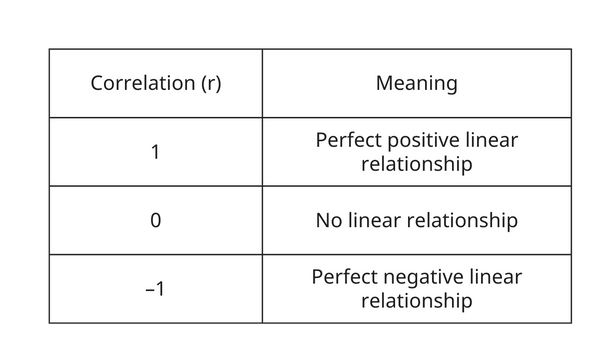 Correlation (r)
Meaning
1
Perfect positive linear
relationship
0
No linear relationship
–1
Perfect negative linear
relationship